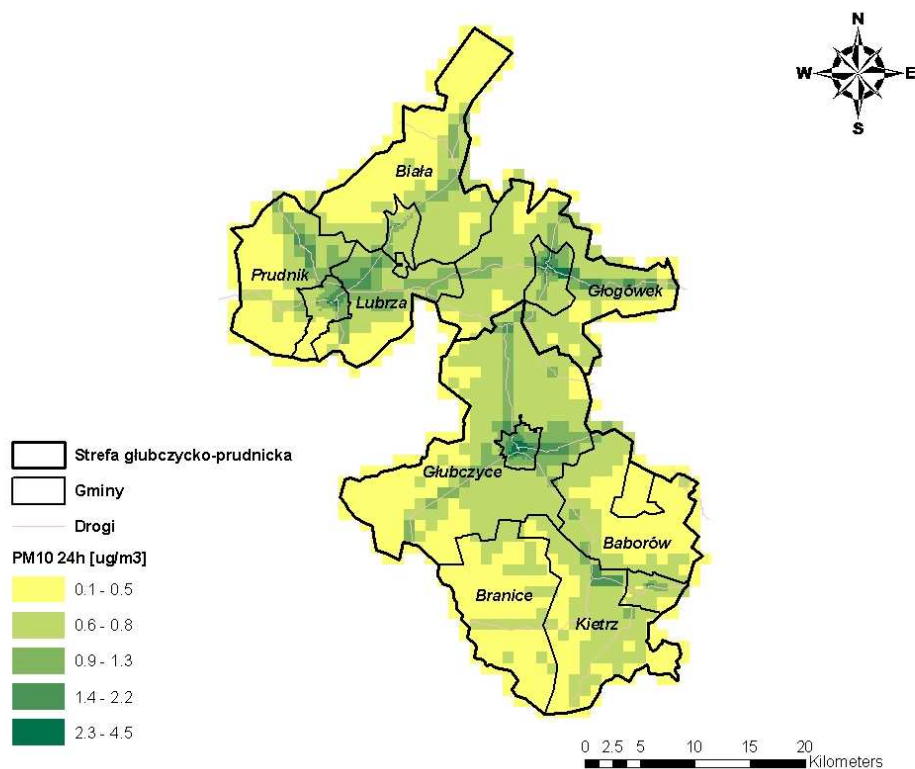 N
W E
S
Biała
Prudnik
Lubrza
Głogówek
Głubczyce
Baborów
Branice
Kietrz
Strefa głubczycko-prudnicka
Gminy
Drogi
PM10 24h [ug/m3]
0.1 - 0.5
0.6 - 0.8
0.9 - 1.3
1.4 - 2.2
2.3 - 4.5
0 2.5 5 10 15 20
Kilometers